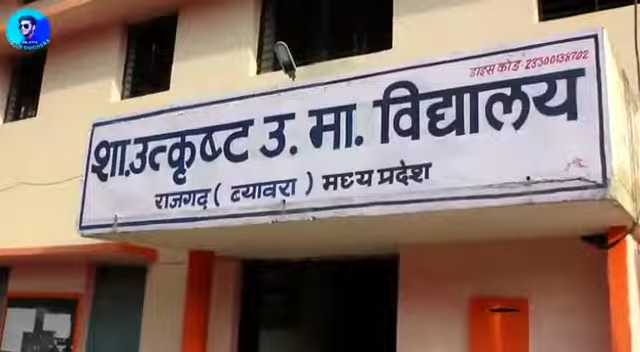 डाइस कोड-23300138702
शा.उत्कृष्ट उ. मा. विद्यालय
राजगढ़ ( ब्यावरा ) मध्य प्रदेश